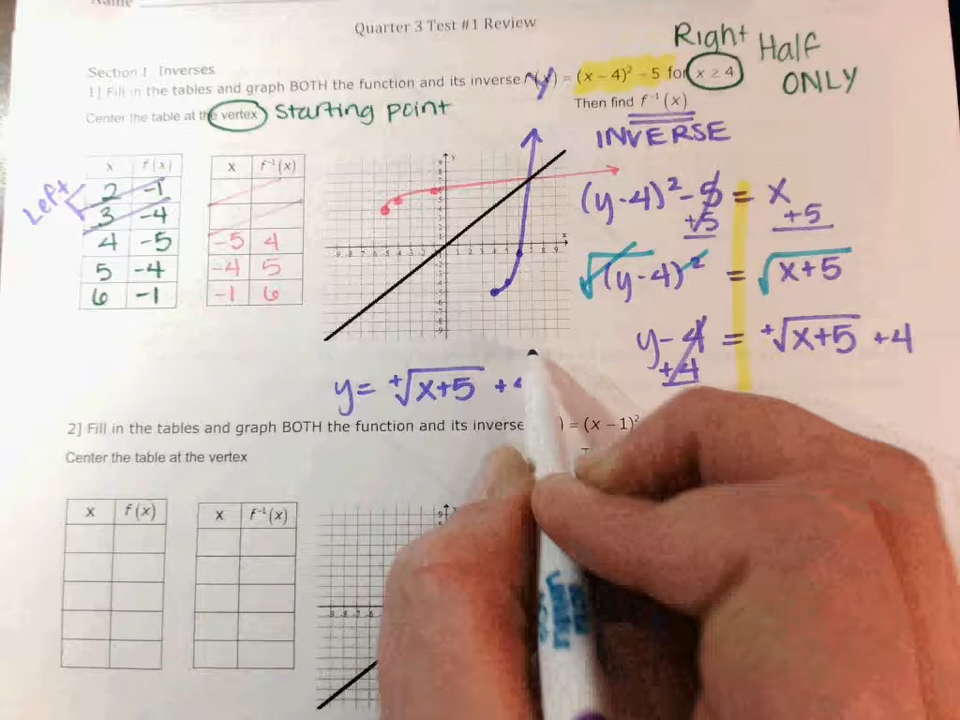 Quarter 3 Test #1 Review
Right Half ONLY
Section 1 Inverses
1] Fill in the tables and graph BOTH the function and its inverse (y) = (x − 4)² − 5 for x ≥ 4
Center the table at the vertex Starting point Then find f⁻¹(x)
INVERSE
x f(x)
2 -1
3 -4
4 -5
5 -4
6 -1
Left
x f⁻¹(x)
-5 4
-4 5
-1 6
(y-4)² - 5 = x
+5 +5
√(y-4)² = √x+5
y-4 = +√x+5 +4
+4
y = +√x+5 +
2] Fill in the tables and graph BOTH the function and its inverse ) = (x − 1)²
Center the table at the vertex
x f(x)
x f⁻¹(x)